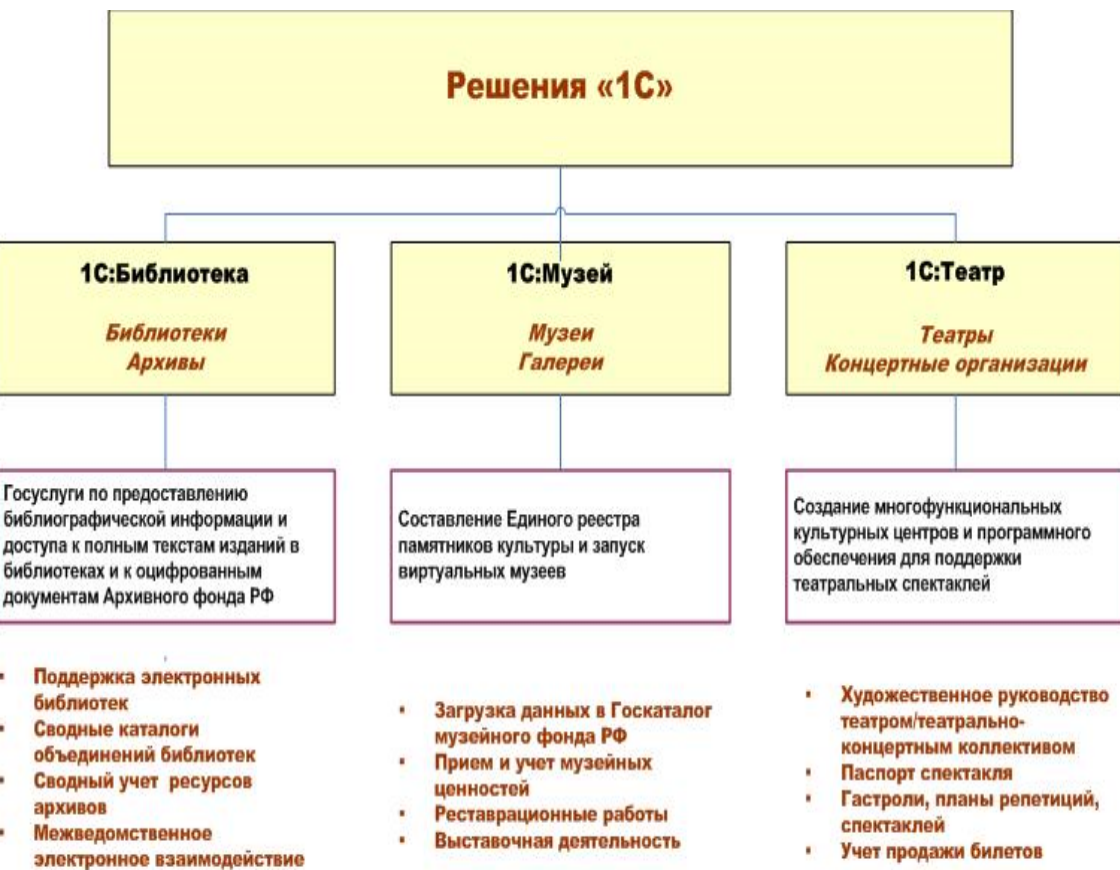 Решения «1С»
1С:Библиотека
Библиотеки
Архивы
Госуслуги по предоставлению
библиографической информации и
доступа к полным текстам изданий в
библиотеках и к оцифрованным
документам Архивного фонда РФ
▪ Поддержка электронных
библиотек
▪ Сводные каталоги
объединений библиотек
▪ Сводный учет ресурсов
архивов
▪ Межведомственное
электронное взаимодействие
1С:Музей
Музеи
Галереи
Составление Единого реестра
памятников культуры и запуск
виртуальных музеев
▪ Загрузка данных в Госкаталог
музейного фонда РФ
▪ Прием и учет музейных
ценностей
▪ Реставрационные работы
▪ Выставочная деятельность
1С:Театр
Театры
Концертные организации
Создание многофункциональных
культурных центров и программного
обеспечения для поддержки
театральных спектаклей
▪ Художественное руководство
театром/театрально-
концертным коллективом
▪ Паспорт спектакля
▪ Гастроли, планы репетиций,
спектаклей
▪ Учет продажи билетов